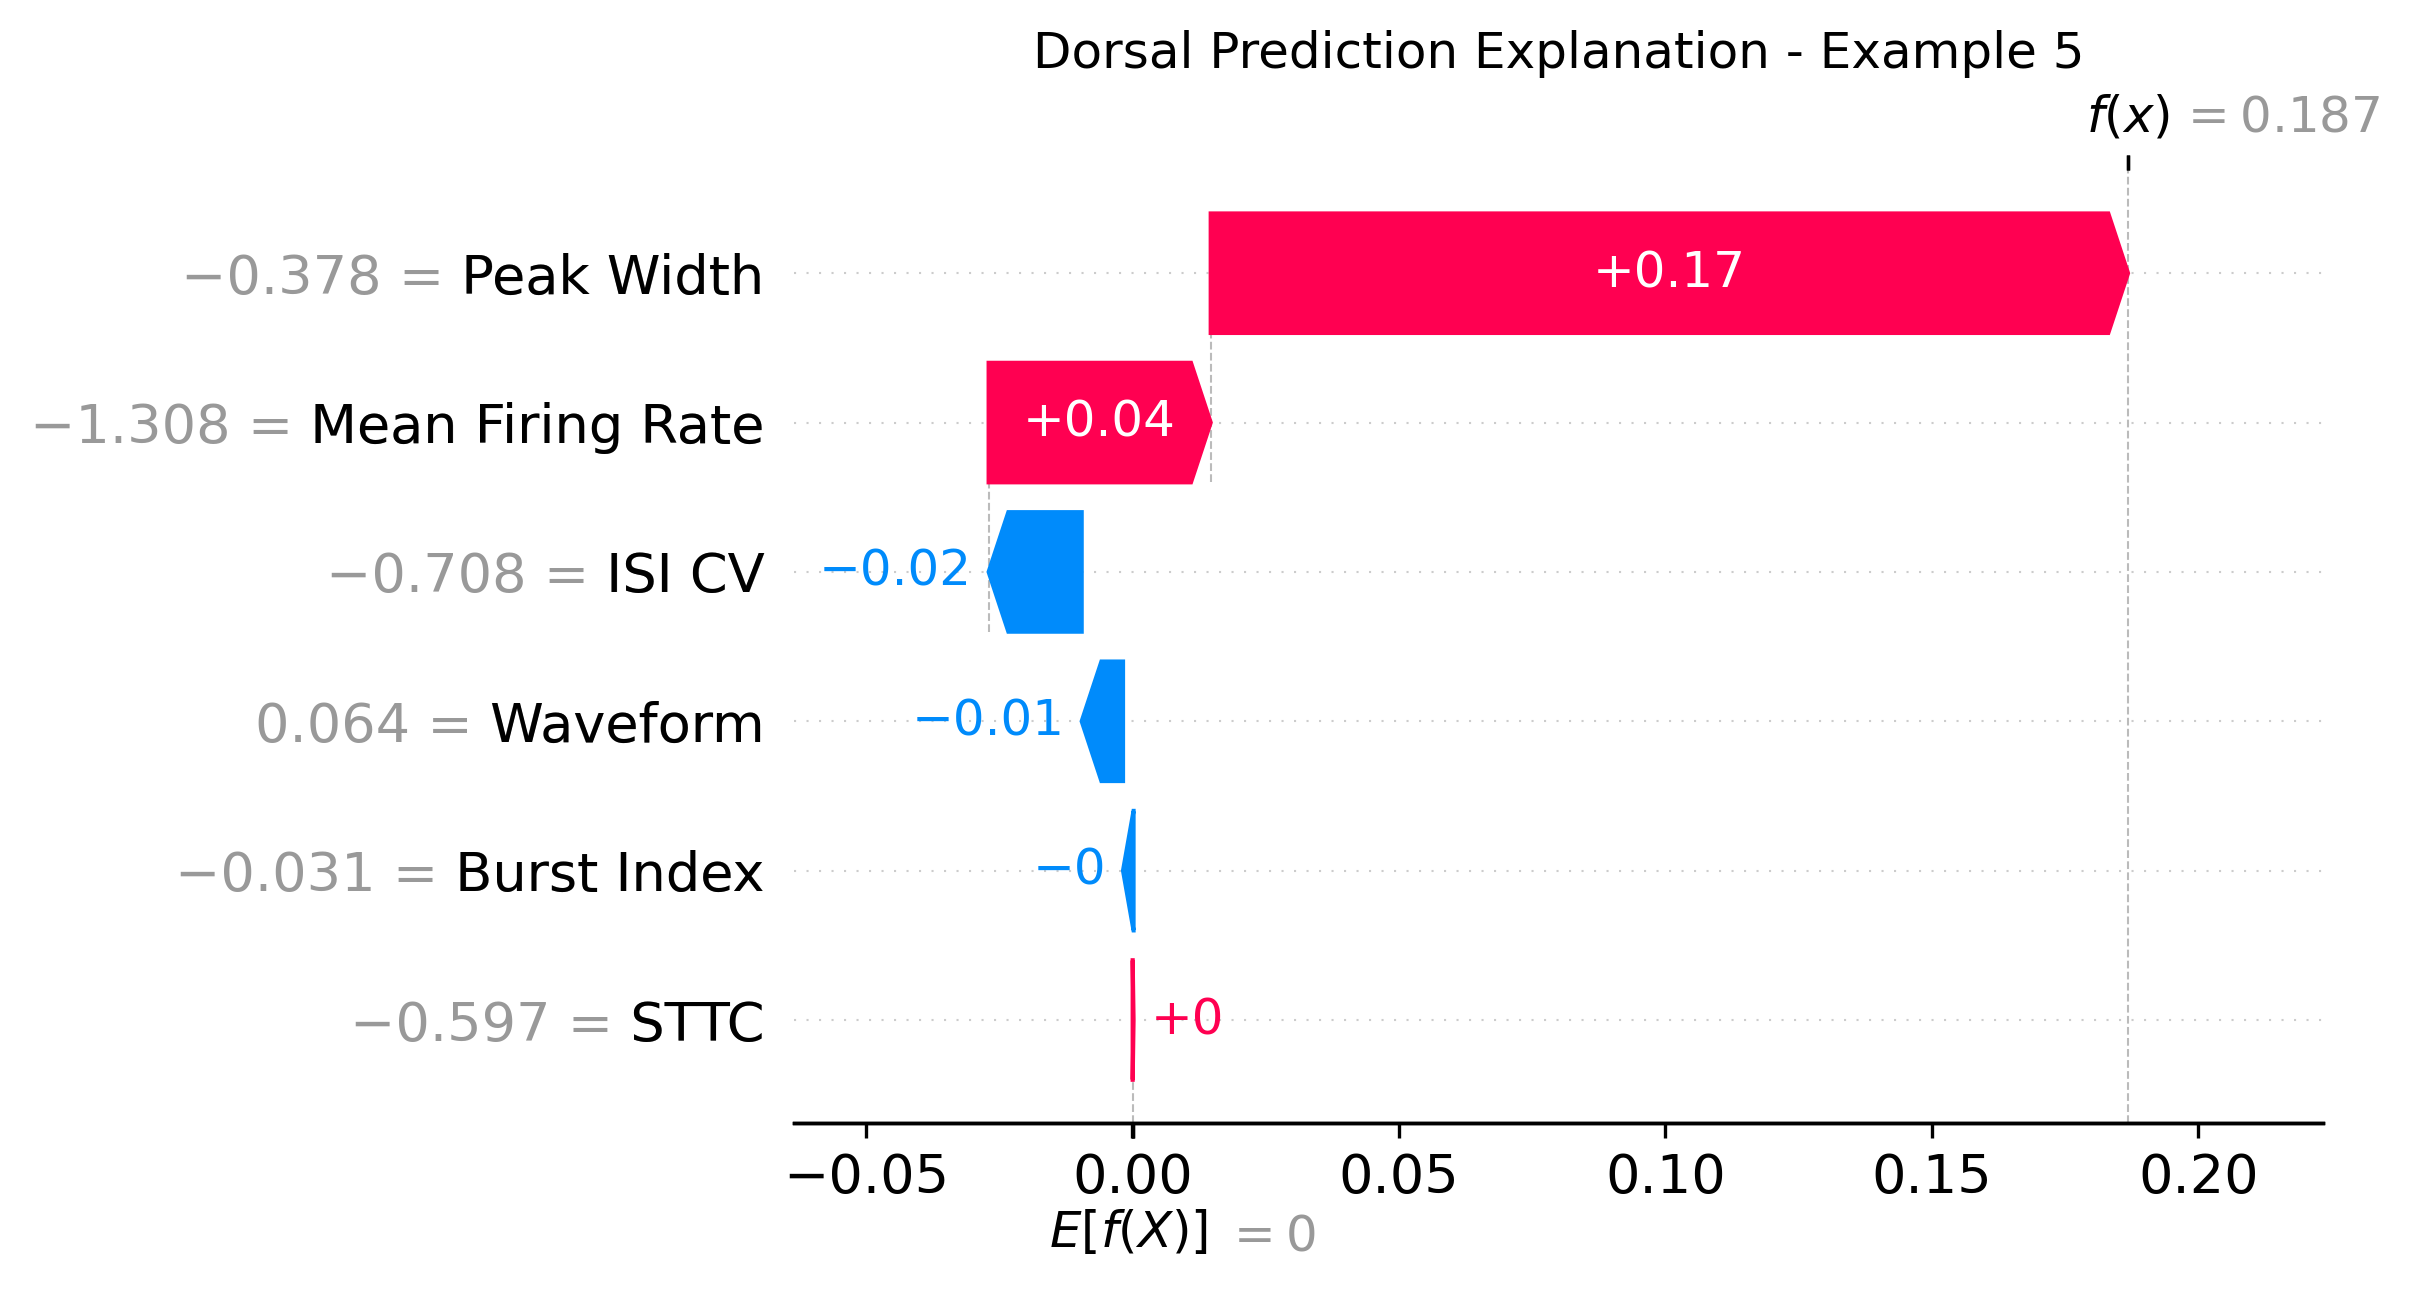 Dorsal Prediction Explanation - Example 5
f(x) = 0.187
−0.378 = Peak Width
+0.17
−1.308 = Mean Firing Rate
+0.04
−0.708 = ISI CV
−0.02
0.064 = Waveform
−0.01
−0.031 = Burst Index
−0
−0.597 = STTC
+0
−0.05 0.00 0.05 0.10 0.15 0.20
E[f(X)] = 0